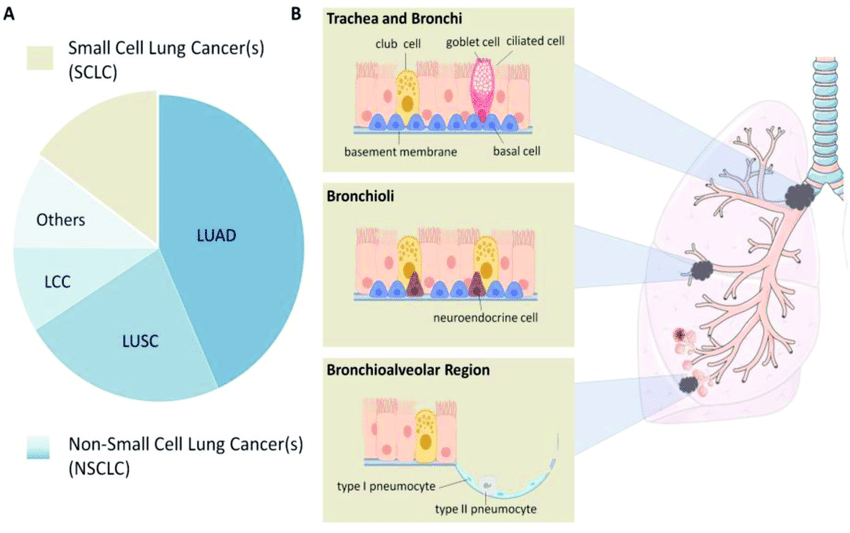 A
Small Cell Lung Cancer(s)
(SCLC)
Others
LUAD
LCC
LUSC
Non-Small Cell Lung Cancer(s)
(NSCLC)
B
Trachea and Bronchi
club cell
goblet cell
ciliated cell
basement membrane
basal cell
Bronchioli
neuroendocrine cell
Bronchioalveolar Region
type I pneumocyte
type II pneumocyte